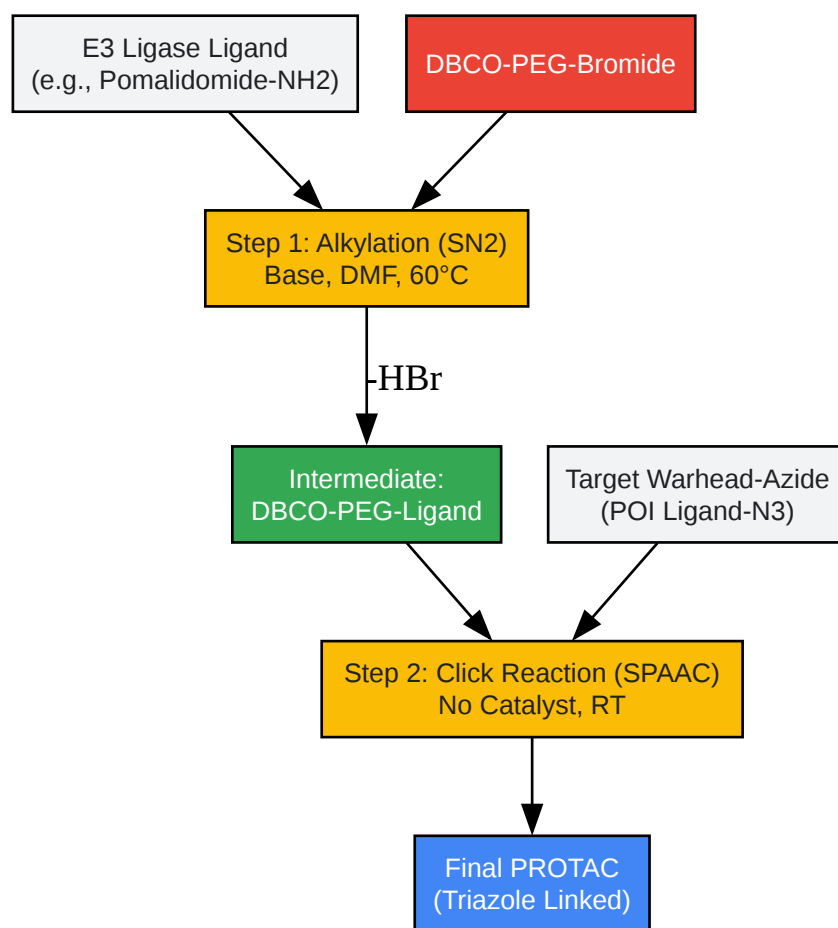 E3 Ligase Ligand
(e.g., Pomalidomide-NH2)
DBCO-PEG-Bromide
Step 1: Alkylation (SN2)
Base, DMF, 60°C
-HBr
Intermediate:
DBCO-PEG-Ligand
Target Warhead-Azide
(POI Ligand-N3)
Step 2: Click Reaction (SPAAC)
No Catalyst, RT
Final PROTAC
(Triazole Linked)